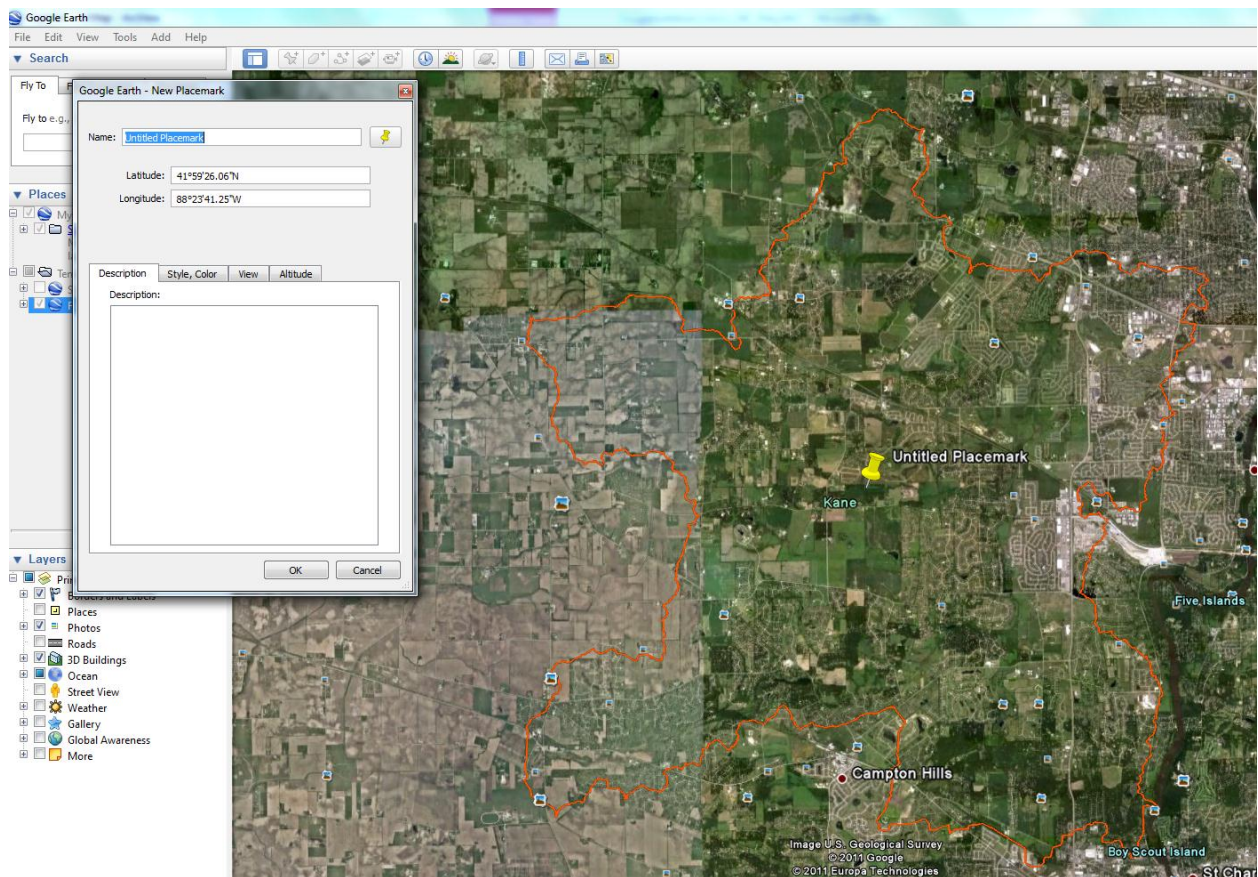 Google Earth
File Edit View Tools Add Help
Search
Fly To
Fly to e.g.,
Google Earth - New Placemark
Name: Untitled Placemark
Latitude: 41°59'26.06"N
Longitude: 88°23'41.25"W
Places
My
Description Style, Color View Altitude
Description:
OK Cancel
Layers
Borders and Labels
Places
Photos
Roads
3D Buildings
Ocean
Street View
Weather
Gallery
Global Awareness
More
Untitled Placemark
Kane
Five Islands
Campton Hills
Image U.S. Geological Survey
© 2011 Google
© 2011 Europa Technologies
Boy Scout Island
St Cha